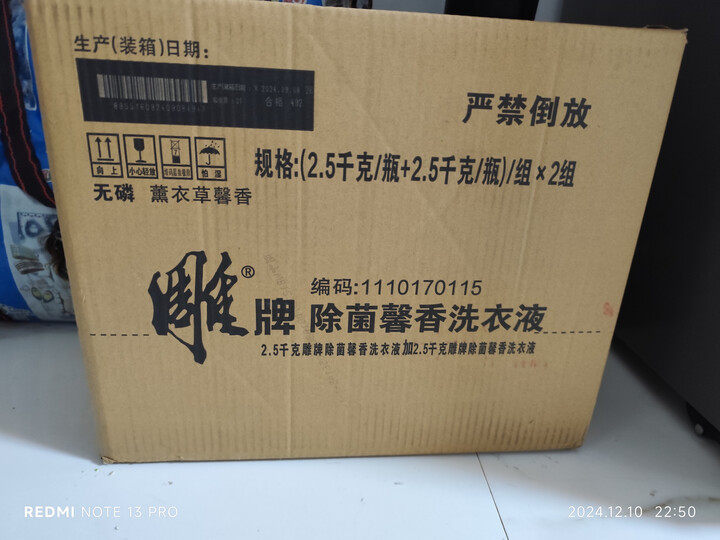 生产(装箱)日期:
严禁倒放
向上 小心轻放 怕湿
规格:(2.5千克/瓶+2.5千克/瓶)/组×2组
无磷 薰衣草馨香
编码:1110170115
雕®牌 除菌馨香洗衣液
2.5千克雕牌除菌馨香洗衣液加2.5千克雕牌除菌馨香洗衣液
REDMI NOTE 13 PRO
2024.12.10 22:50